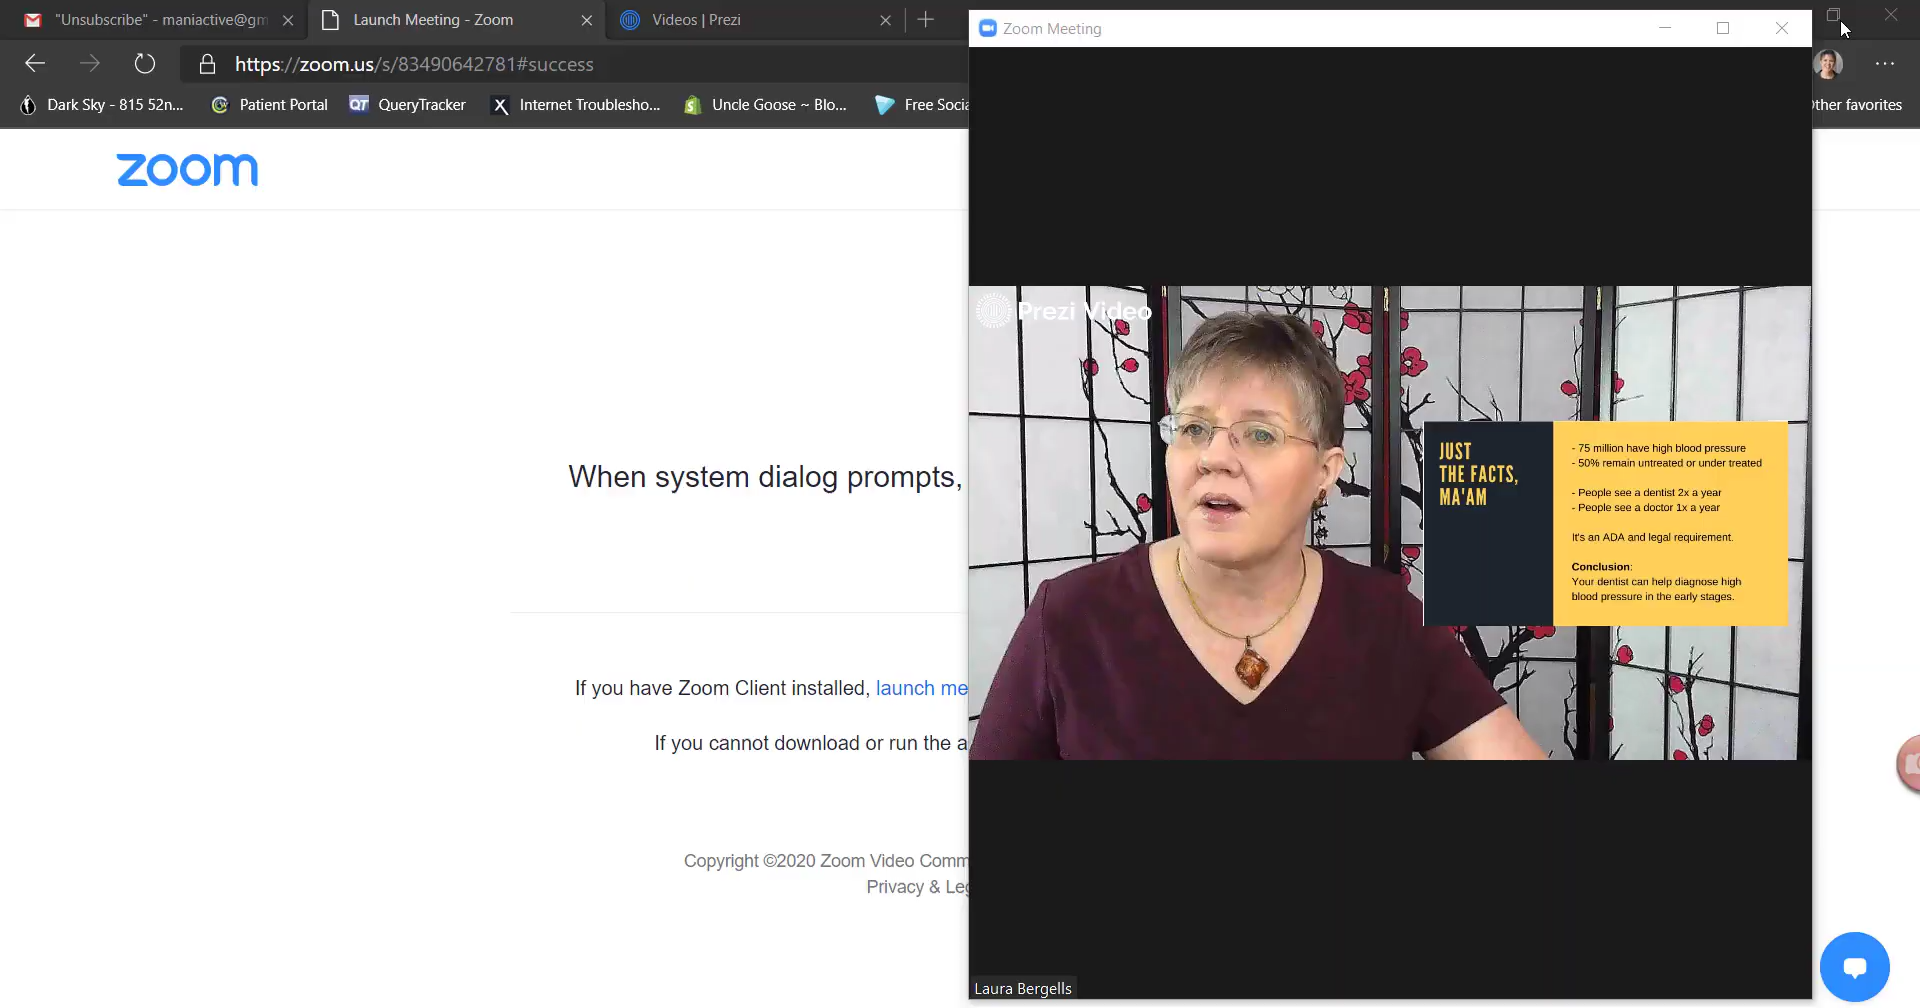 "Unsubscribe" - maniactive@gm
Launch Meeting - Zoom
Videos | Prezi
https://zoom.us/s/83490642781#success
Dark Sky - 815 52n...
Patient Portal
QT
QueryTracker
X
Internet Troublesho...
Uncle Goose ~ Blo...
Free Socia
ther favorites
zoom
When system dialog prompts,
If you have Zoom Client installed, launch me
If you cannot download or run the a
Copyright ©2020 Zoom Video Comm
Privacy & Leg
Zoom Meeting
Prezi Video
JUST
THE FACTS,
MA'AM
- 75 million have high blood pressure
- 50% remain untreated or under treated
- People see a dentist 2x a year
- People see a doctor 1x a year
It's an ADA and legal requirement.
Conclusion:
Your dentist can help diagnose high
blood pressure in the early stages.
Laura Bergells